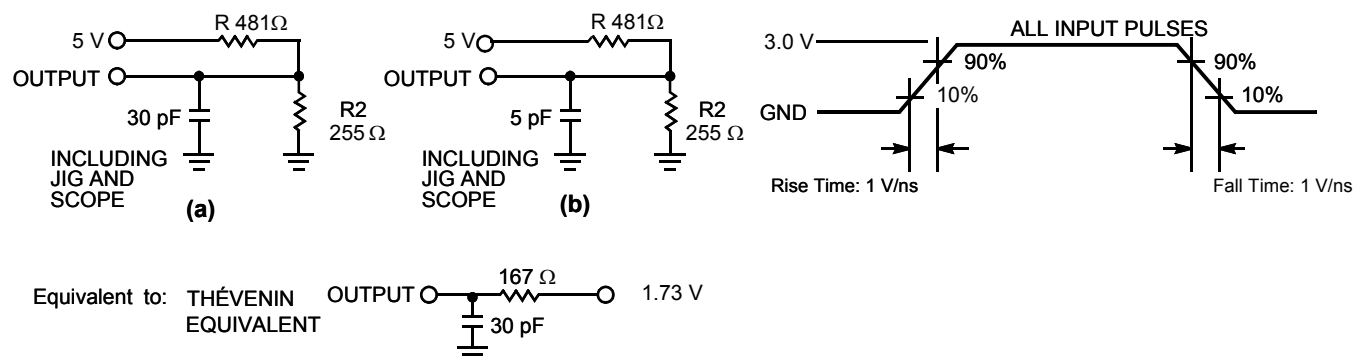 R 481Ω
5 V
OUTPUT
30 pF
R2
255 Ω
INCLUDING
JIG AND
SCOPE
(a)
R 481Ω
5 V
OUTPUT
5 pF
R2
255 Ω
INCLUDING
JIG AND
SCOPE
(b)
ALL INPUT PULSES
3.0 V
90%
10%
GND
90%
10%
Rise Time: 1 V/ns
Fall Time: 1 V/ns
Equivalent to: THÉVENIN
EQUIVALENT
OUTPUT
167 Ω
1.73 V
30 pF